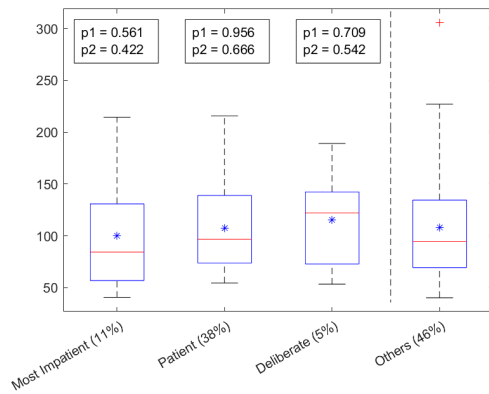 p1 = 0.561
p2 = 0.422
p1 = 0.956
p2 = 0.666
p1 = 0.709
p2 = 0.542
300
250
200
150
100
50
Most Impatient (11%)
Patient (38%)
Deliberate (5%)
Others (46%)